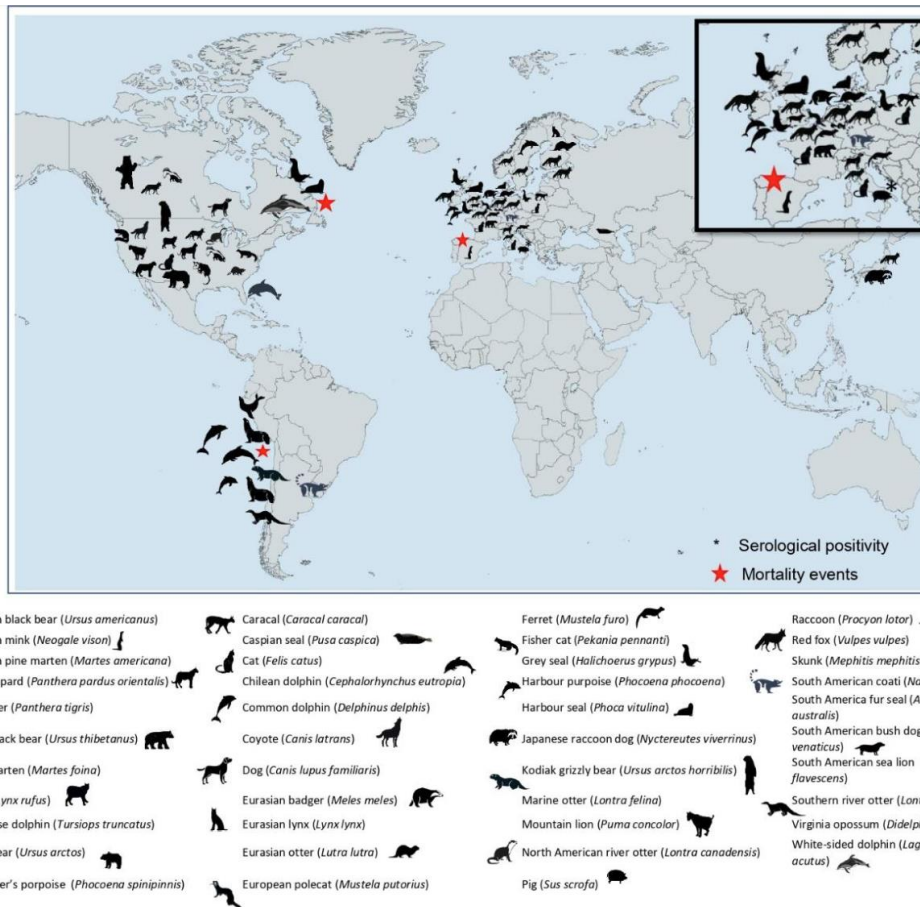 * Serological positivity
Mortality events
black bear (Ursus americanus)
mink (Neogale vison)
pine marten (Martes americana)
(Panthera pardus orientalis)
(Panthera tigris)
bear (Ursus thibetanus)
(Martes foina)
rufus)
dolphin (Tursiops truncatus)
(Ursus arctos)
porpoise (Phocoena spinipinnis)
Caracal (Caracal caracal)
Caspian seal (Pusa caspica)
Cat (Felis catus)
Chilean dolphin (Cephalorhynchus eutropia)
Common dolphin (Delphinus delphis)
Coyote (Canis latrans)
Dog (Canis lupus familiaris)
Eurasian badger (Meles meles)
Eurasian lynx (Lynx lynx)
Eurasian otter (Lutra lutra)
European polecat (Mustela putorius)
Ferret (Mustela furo)
Fisher cat (Pekania pennanti)
Grey seal (Halichoerus grypus)
Harbour purpoise (Phocoena phocoena)
Harbour seal (Phoca vitulina)
Japanese raccoon dog (Nyctereutes viverrinus)
Kodiak grizzly bear (Ursus arctos horribilis)
Marine otter (Lontra felina)
Mountain lion (Puma concolor)
North American river otter (Lontra canadensis)
Pig (Sus scrofa)
Raccoon (Procyon lotor)
Red fox (Vulpes vulpes)
Skunk (Mephitis mephitis
South American coati
South America fur seal
australis)
South American bush dog
venaticus)
South American sea lion
flavescens)
Southern river otter
Virginia opossum
White-sided dolphin
acutus)